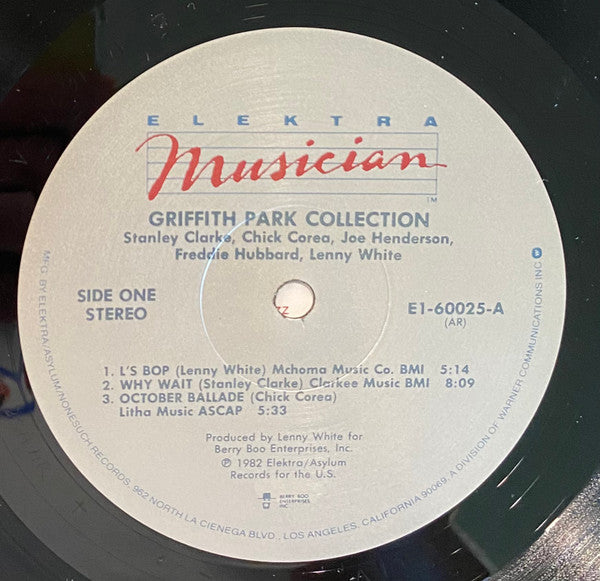 ELEKTRA
Musician
TM
GRIFFITH PARK COLLECTION
Stanley Clarke, Chick Corea, Joe Henderson,
Freddie Hubbard, Lenny White
SIDE ONE
STEREO
E1-60025-A
(AR)
1. L'S BOP (Lenny White) Mchoma Music Co. BMI 5:14
2. WHY WAIT (Stanley Clarke) Clarkee Music BMI 8:09
3. OCTOBER BALLADE (Chick Corea)
Litha Music ASCAP 5:33
Produced by Lenny White for
Berry Boo Enterprises, Inc.
℗ 1982 Elektra/Asylum
Records for the U.S.
BERRY BOO
ENTERPRISES,
INC.
MFG. BY ELEKTRA/ASYLUM/NONESUCH RECORDS, 962 NORTH LA CIENEGA BLVD., LOS ANGELES, CALIFORNIA 90069. A DIVISION OF WARNER COMMUNICATIONS INC